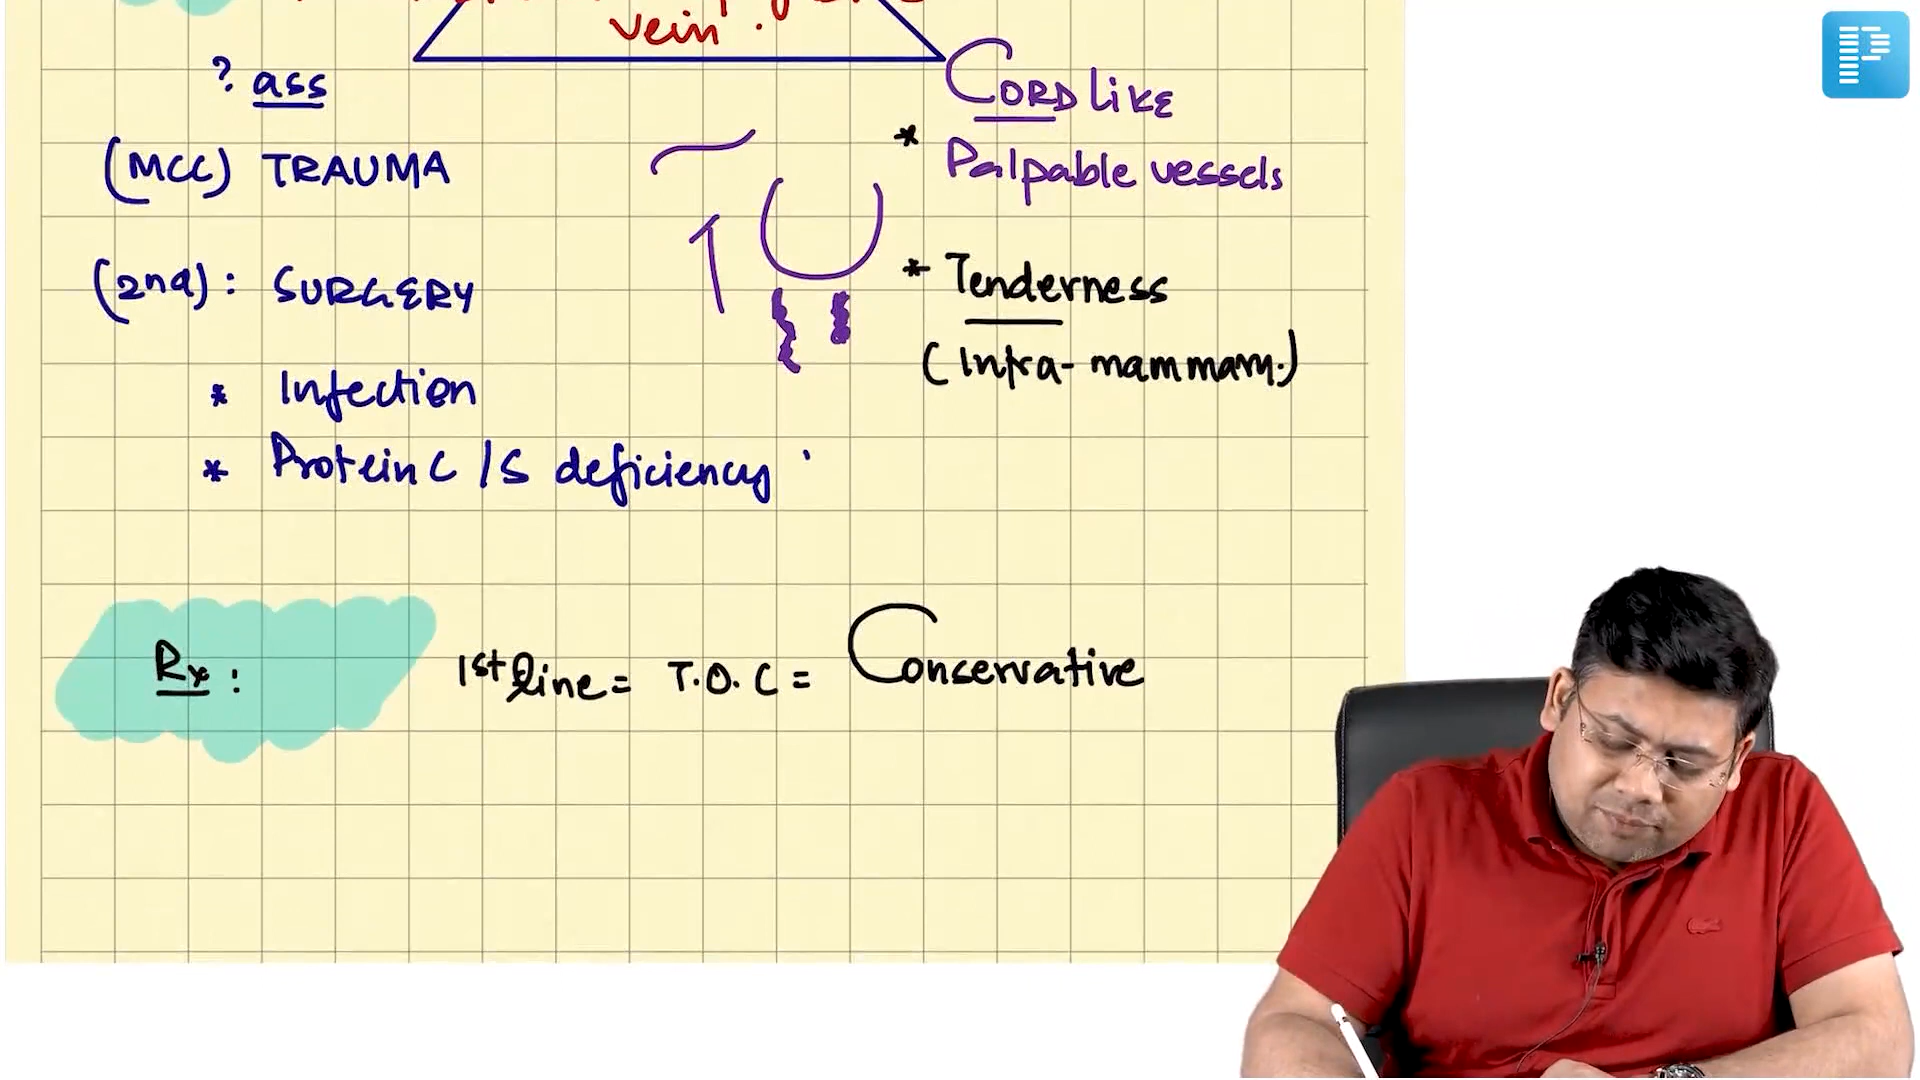 vein.
? ass
(MCC) TRAUMA
(2nd): SURGERY
* Infection
* Protein C / S deficiency
CORD like
* Palpable vessels
* Tenderness
(Infra-mammam.)
Rx: 1st line = T.O.C = Conservative